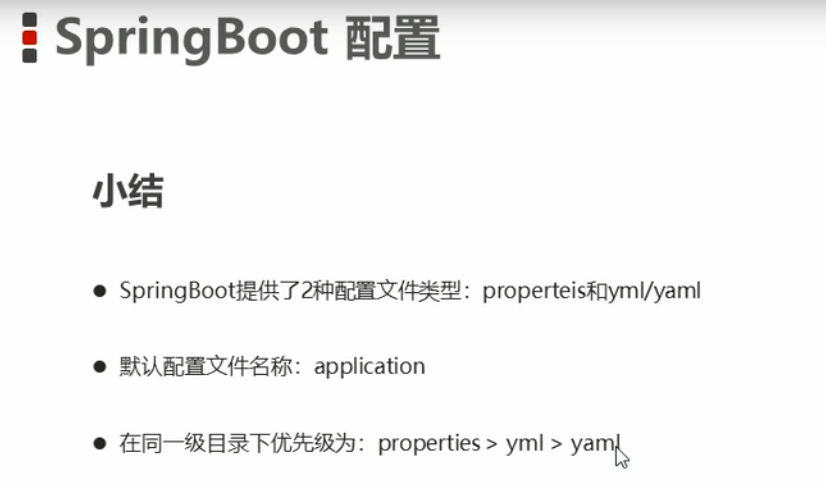 SpringBoot 配置
小结
● SpringBoot提供了2种配置文件类型：properteis和yml/yaml
● 默认配置文件名称：application
● 在同一级目录下优先级为：properties > yml > yaml